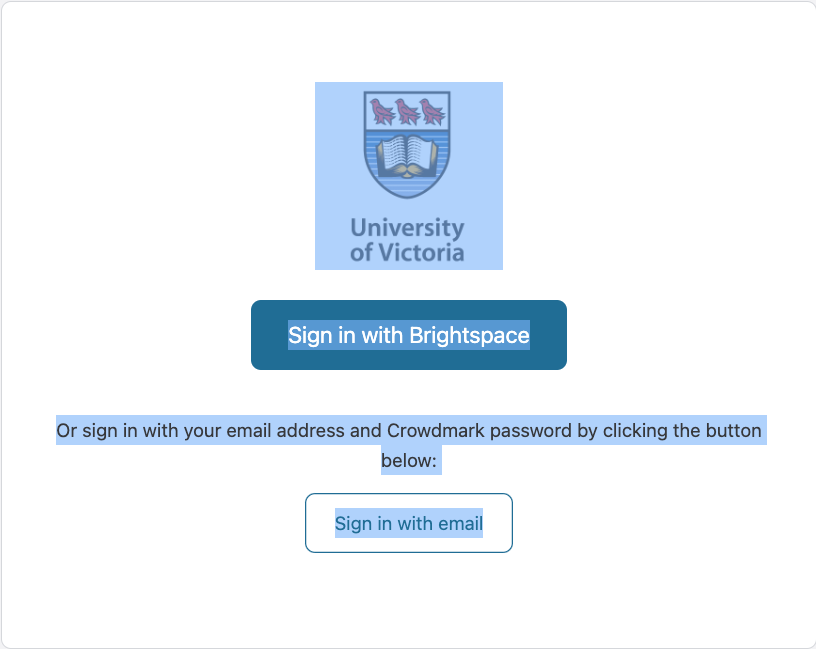 University
of Victoria
Sign in with Brightspace
Or sign in with your email address and Crowdmark password by clicking the button
below:
Sign in with email